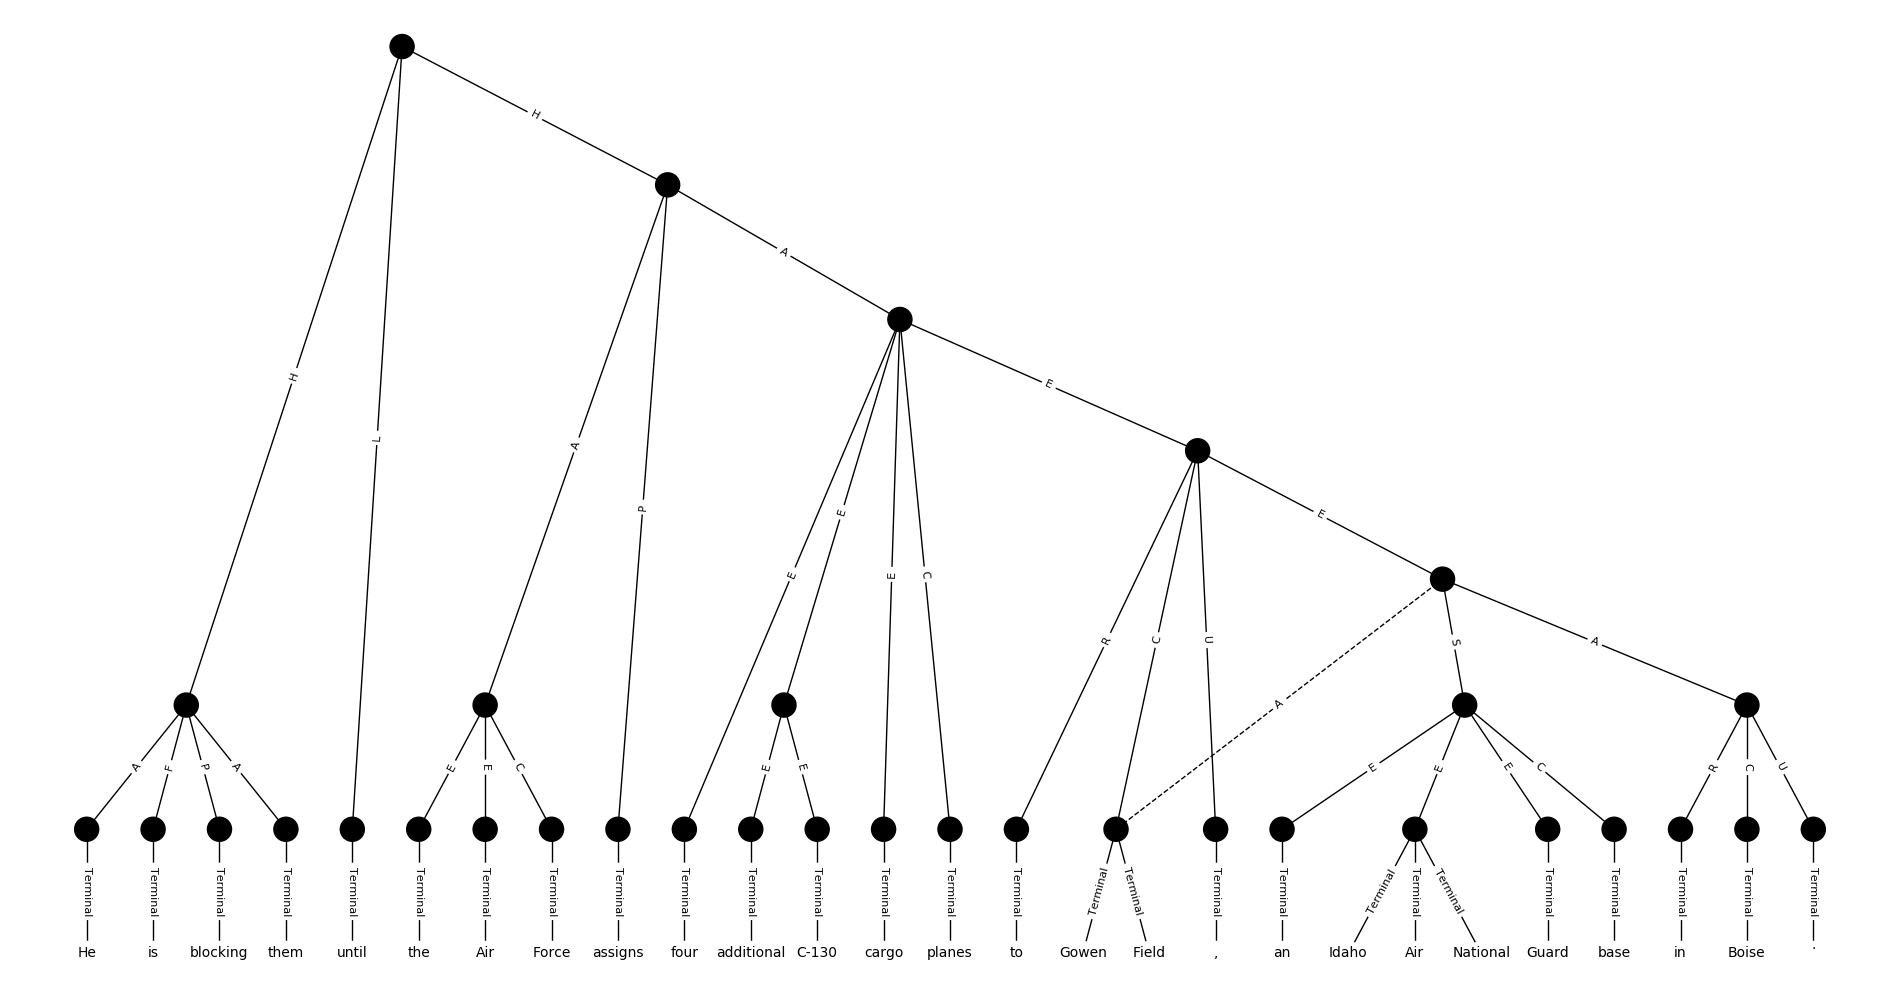 H
A
E
H
L
A
P
E
E
E
C
E
R
C
U
S
A
A
A
F
P
A
E
E
C
E
E
E
E
E
C
R
C
U
Terminal Terminal Terminal Terminal Terminal Terminal Terminal Terminal Terminal Terminal Terminal Terminal Terminal Terminal Terminal Terminal Terminal Terminal Terminal Terminal Terminal Terminal Terminal Terminal Terminal Terminal Terminal
He is blocking them until the Air Force assigns four additional C-130 cargo planes to Gowen Field , an Idaho Air National Guard base in Boise .